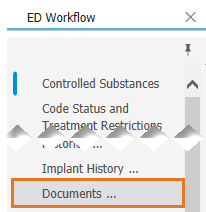 ED Workflow
Controlled Substances
Code Status and
Treatment Restrictions
Implant History ...
Documents ...